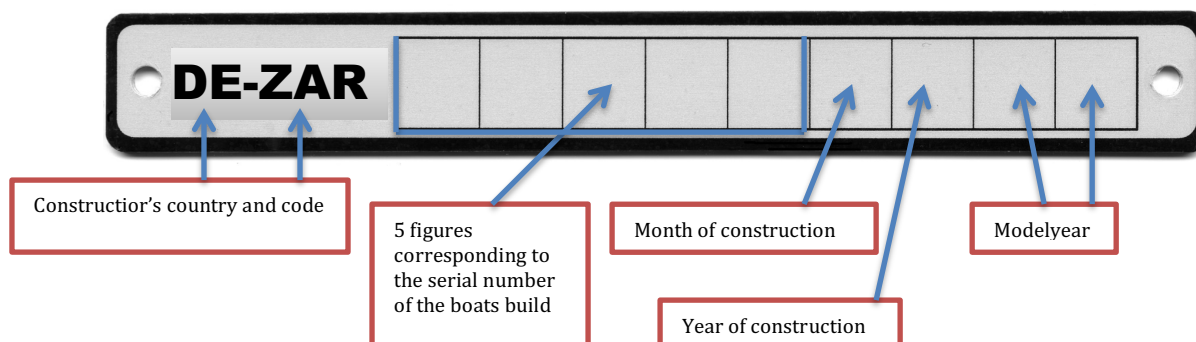 DE-ZAR
Constructior's country and code
5 figures
corresponding to
the serial number
of the boats build
Month of construction
Modelyear
Year of construction